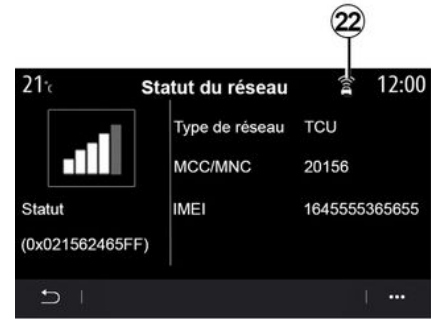 22
21°c Statut du réseau 12:00
Type de réseau TCU
MCC/MNC 20156
Statut IMEI 1645555365655
(0x021562465FF)